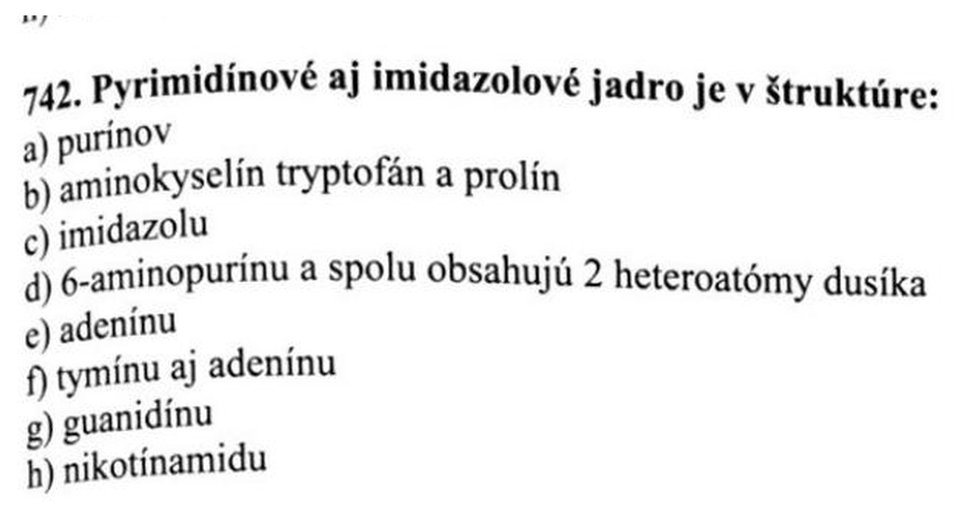 742. Pyrimidínové aj imidazolové jadro je v štruktúre:
a) purínov
b) aminokyselín tryptofán a prolín
c) imidazolu
d) 6-aminopurínu a spolu obsahujú 2 heteroatómy dusíka
e) adenínu
f) tymínu aj adenínu
g) guanidínu
h) nikotínamidu